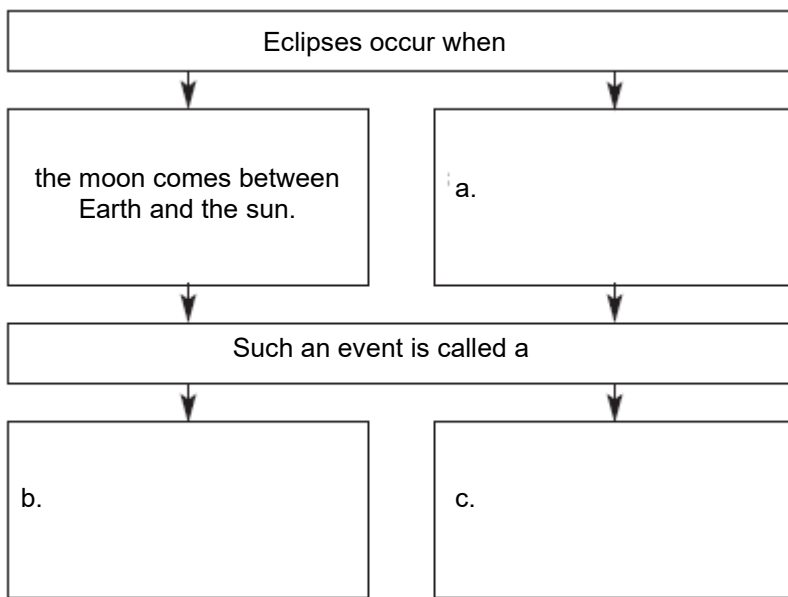 Eclipses occur when
the moon comes between
Earth and the sun.
a.
Such an event is called a
b.
c.